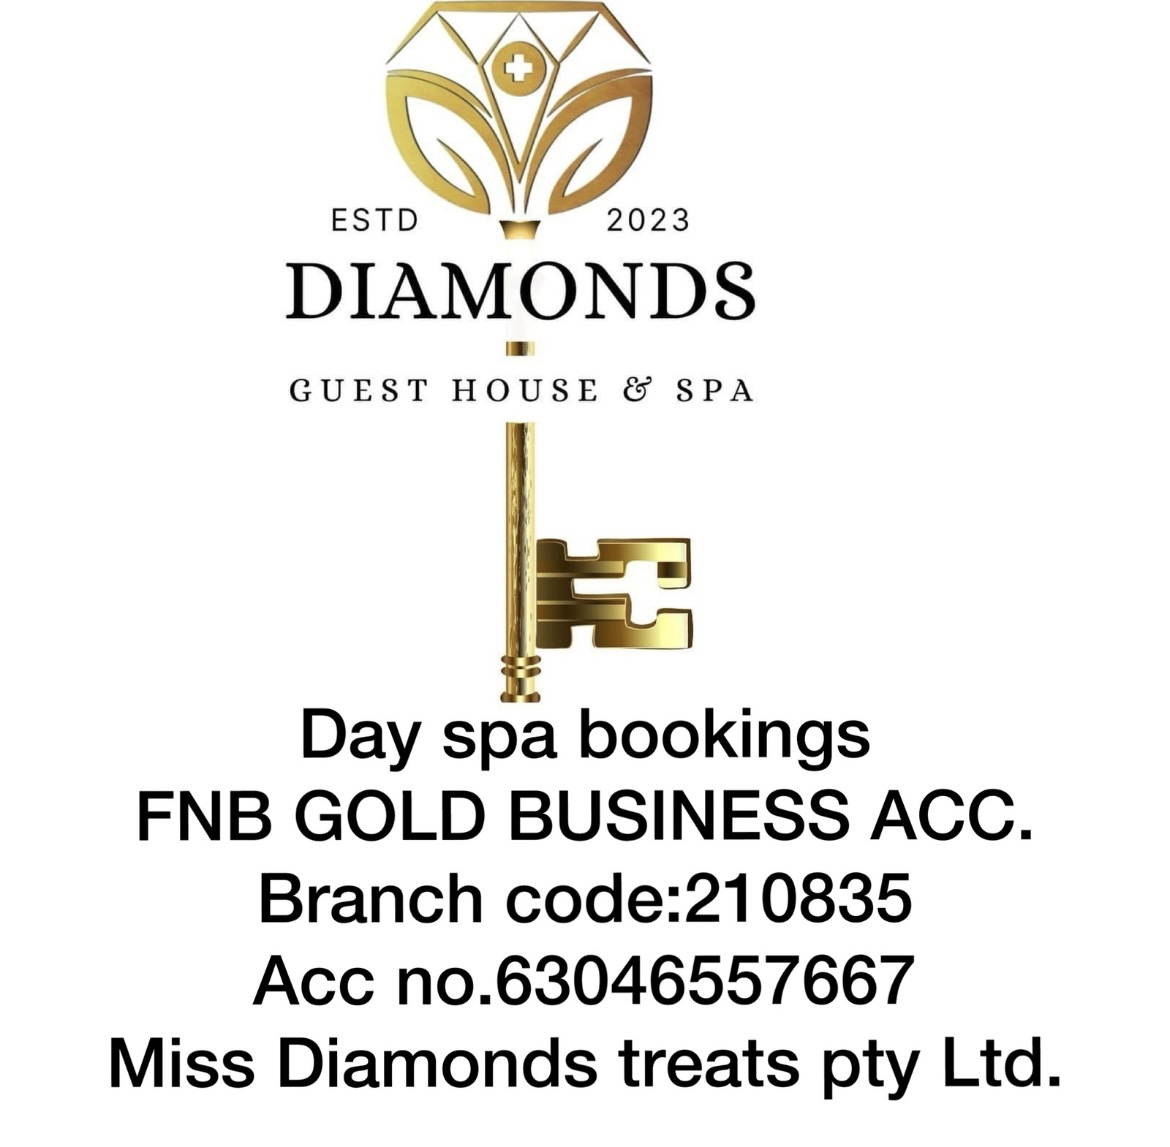 ESTD 2023
DIAMONDS
GUEST HOUSE & SPA
Day spa bookings
FNB GOLD BUSINESS ACC.
Branch code:210835
Acc no.63046557667
Miss Diamonds treats pty Ltd.